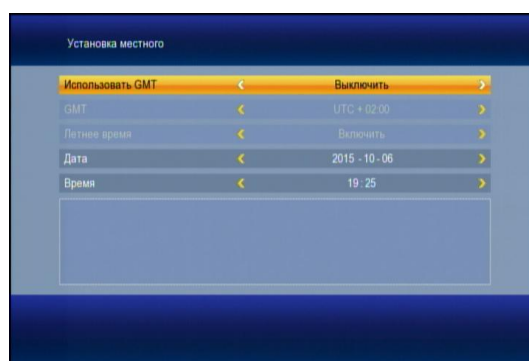 Установка местного
Использовать GMT Выключить
GMT UTC + 02:00
Летнее время Включить
Дата 2015 - 10 - 06
Время 19 : 25